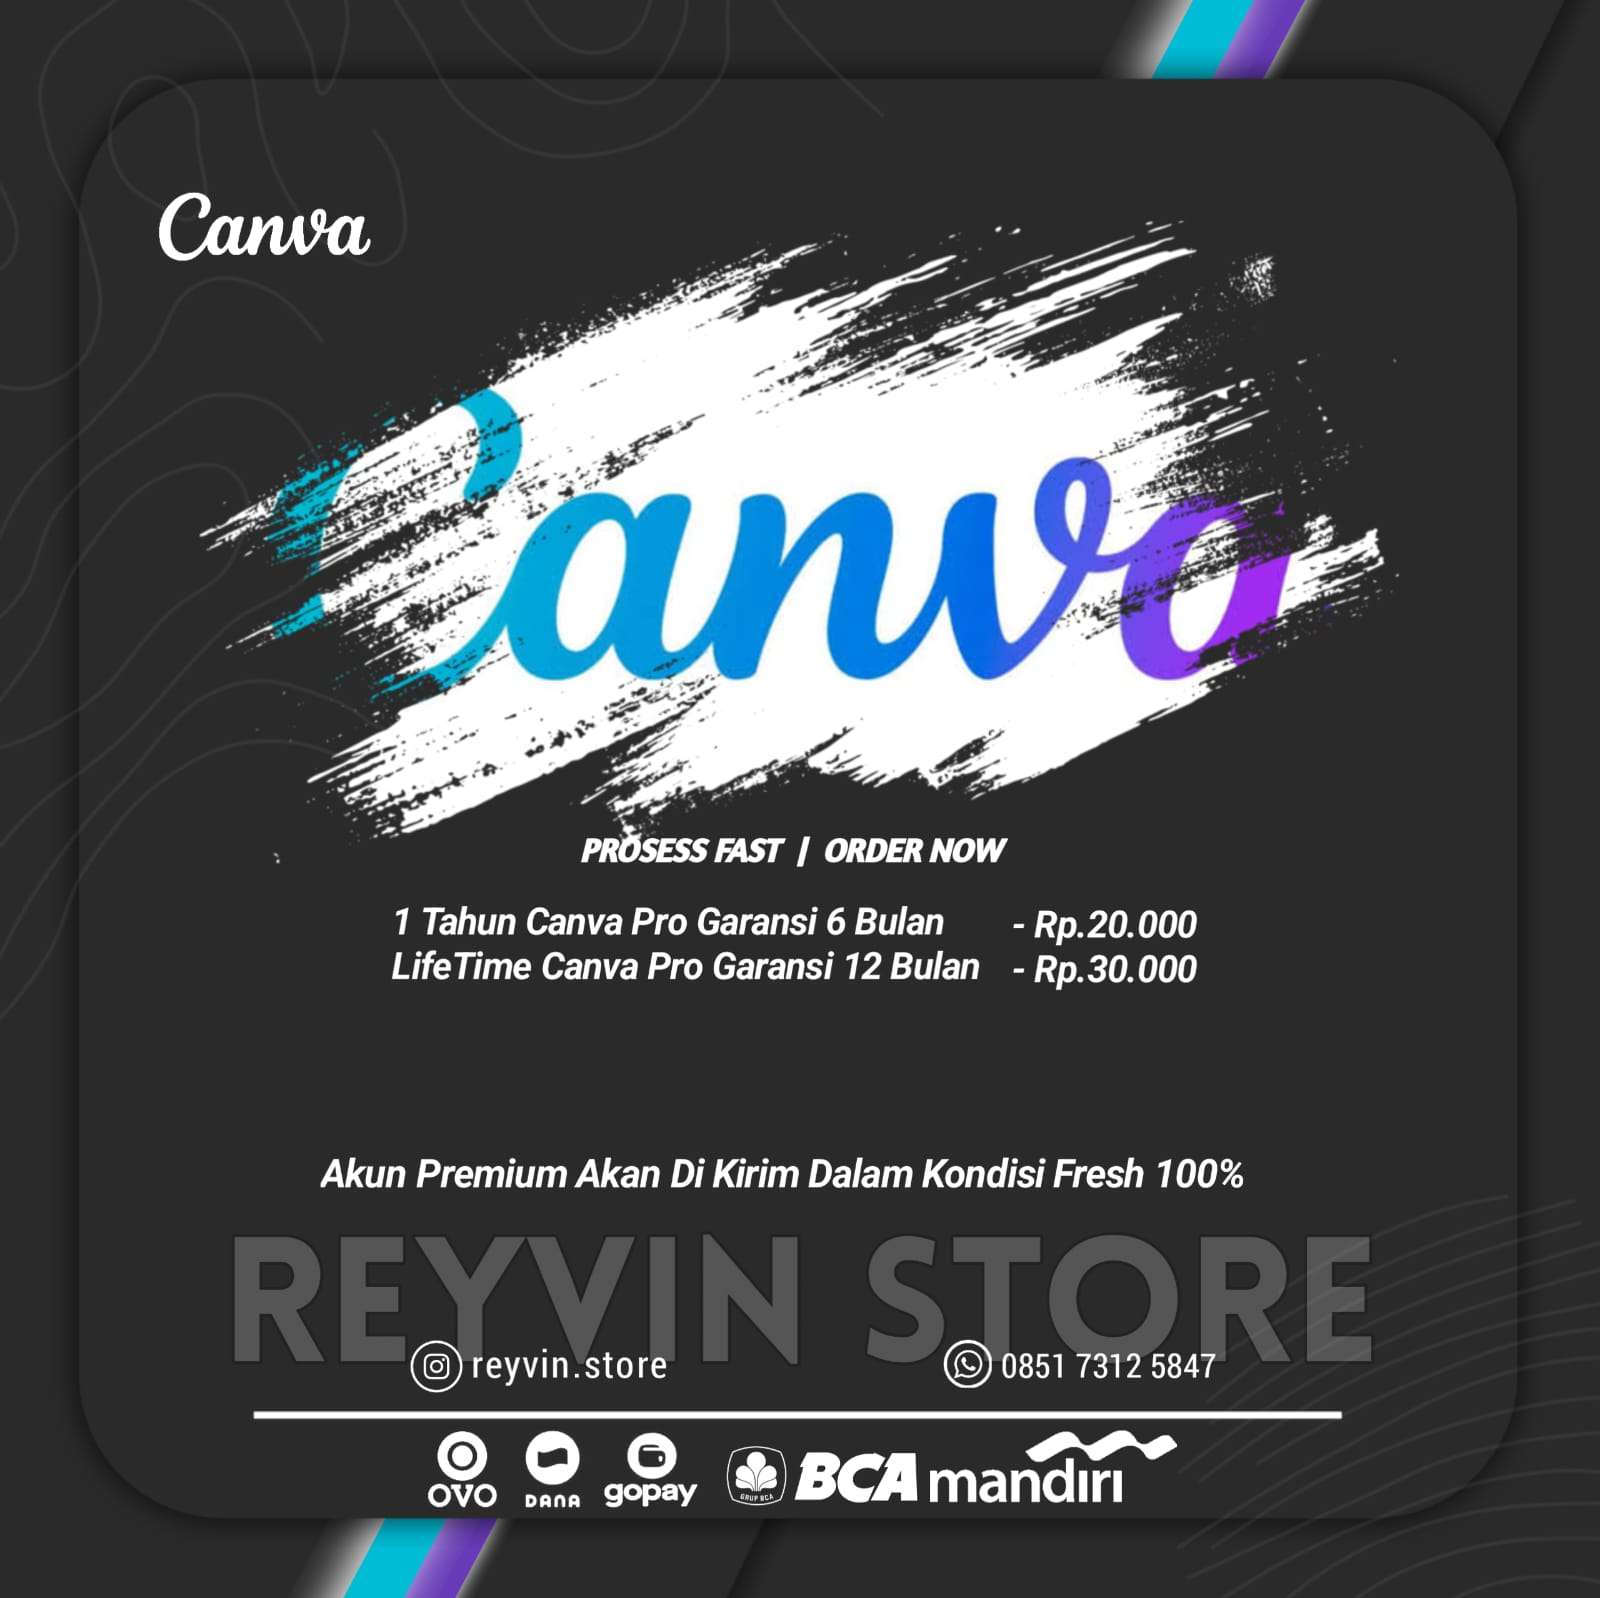 Canva
Canva
PROSESS FAST | ORDER NOW
1 Tahun Canva Pro Garansi 6 Bulan - Rp.20.000
LifeTime Canva Pro Garansi 12 Bulan - Rp.30.000
Akun Premium Akan Di Kirim Dalam Kondisi Fresh 100%
REYVIN STORE
reyvin.store 0851 7312 5847
OVO DANA gopay GRUP BCA BCA mandiri